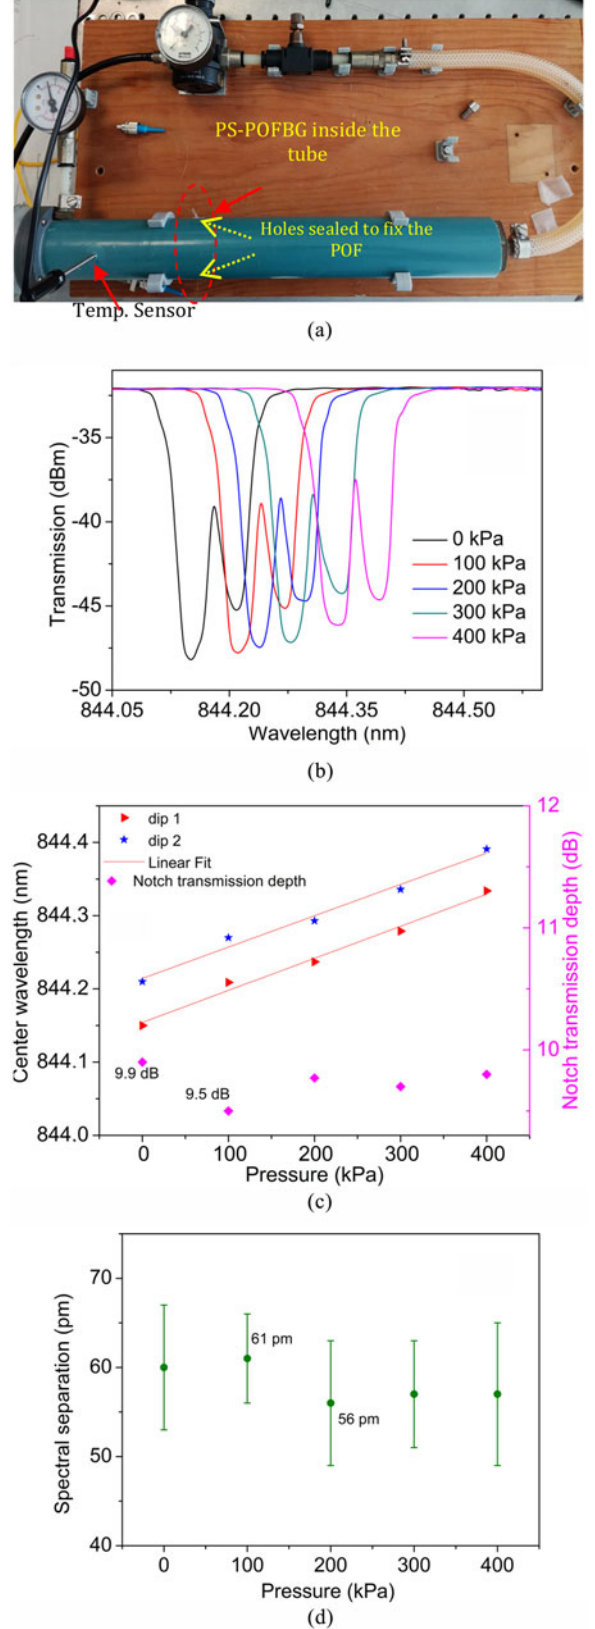 PS-POFBG inside the
tube
Holes sealed to fix the
POF
Temp. Sensor
(a)
Transmission (dBm)
-35
-40
-45
-50
0 kPa
100 kPa
200 kPa
300 kPa
400 kPa
844.05
844.20
844.35
844.50
Wavelength (nm)
(b)
Center wavelength (nm)
844.4
844.3
844.2
844.1
844.0
dip 1
dip 2
Linear Fit
Notch transmission depth
9.9 dB
9.5 dB
12
11
10
Notch transmission depth (dB)
0
100
200
300
400
Pressure (kPa)
(c)
Spectral separation (pm)
70
60
50
40
61 pm
56 pm
0
100
200
300
400
Pressure (kPa)
(d)